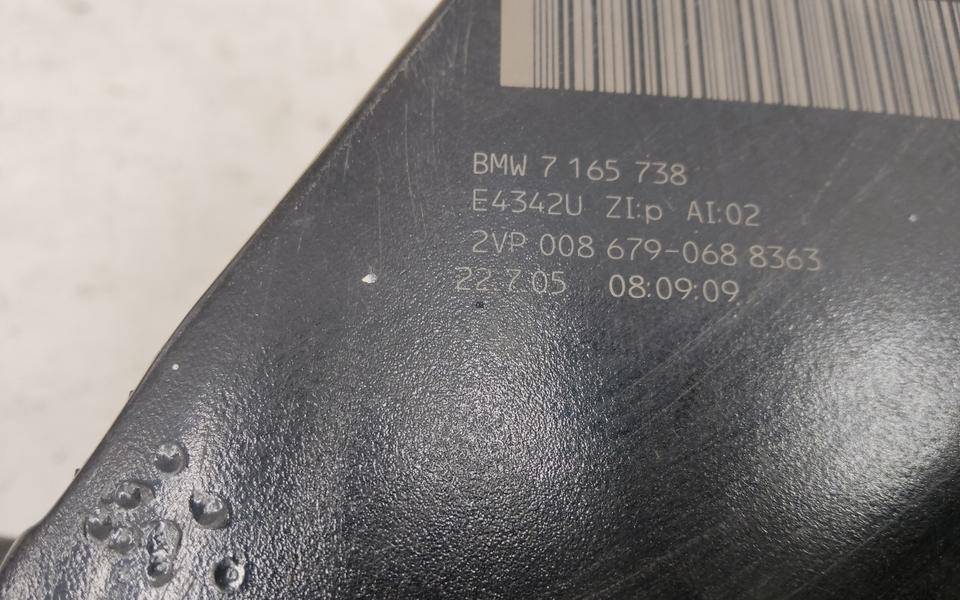 BMW 7 165 738
E4342U ZI:p AI:02
2VP 008 679-068 8363
22.7.05 08:09:09